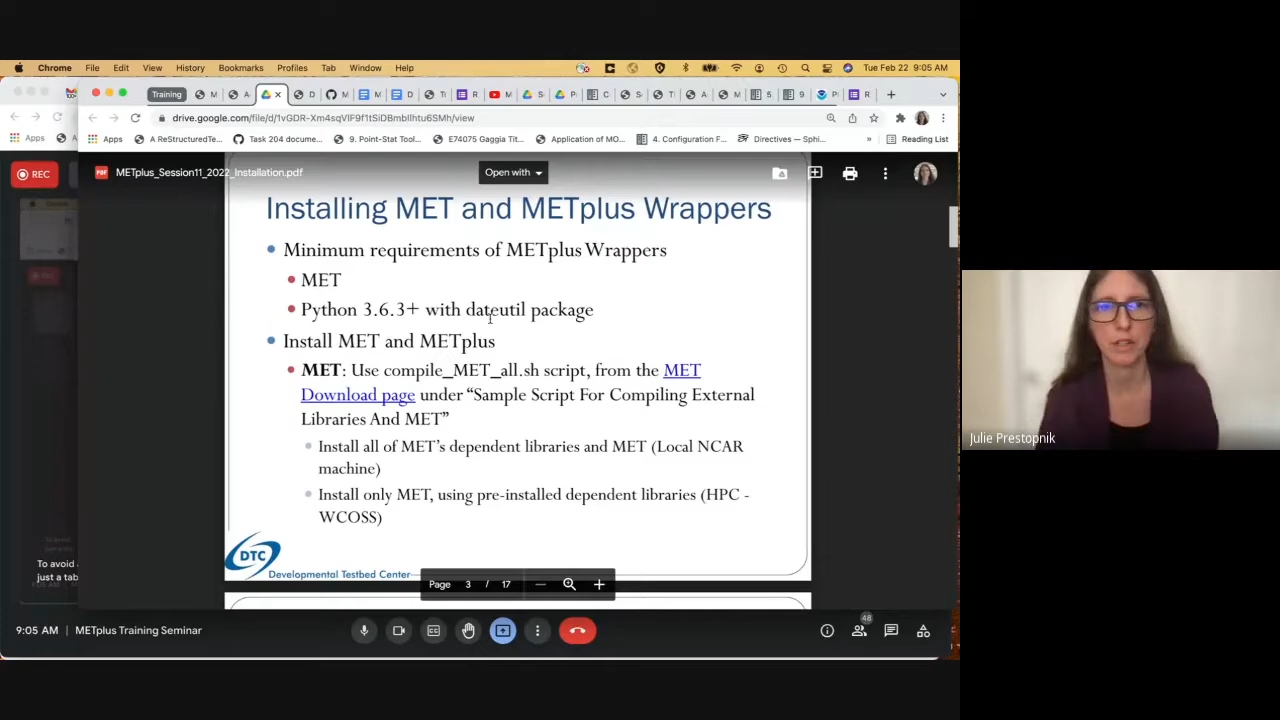 Chrome File Edit View History Bookmarks Profiles Tab Window Help Tue Feb 22 9:05 AM
Training
drive.google.com/file/d/1vGDR-Xm4sqVIF9f1tSiDBmbIlhtu6SMh/view
Apps
Apps A ReStructuredTe... Task 204 docume... 9. Point-Stat Tool... E74075 Gaggia Tit... Application of MO... 4. Configuration F... Directives — Sphi... » Reading List
REC
METplus_Session11_2022_Installation.pdf
Open with
Installing MET and METplus Wrappers
Minimum requirements of METplus Wrappers
MET
Python 3.6.3+ with dateutil package
Install MET and METplus
MET: Use compile_MET_all.sh script, from the MET
Download page under “Sample Script For Compiling External
Libraries And MET”
Install all of MET’s dependent libraries and MET (Local NCAR
machine)
Install only MET, using pre-installed dependent libraries (HPC -
WCOSS)
DTC
Developmental Testbed Center
To avoid
just a tab
Page 3 / 17
9:05 AM | METplus Training Seminar
48
Julie Prestopnik